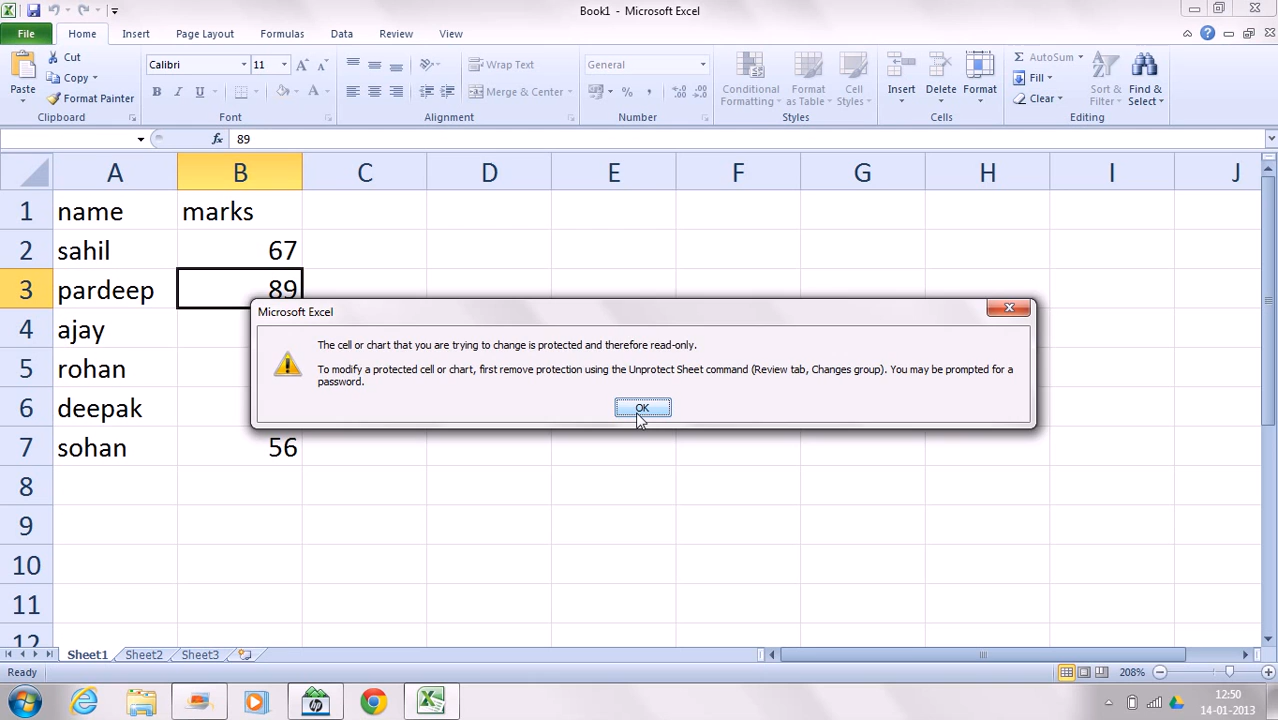 Book1 - Microsoft Excel
File Home Insert Page Layout Formulas Data Review View
Cut
Copy
Format Painter
Paste
Clipboard
Calibri 11
B I U
Font
Wrap Text
Merge & Center
Alignment
General
Number
Conditional Formatting
Format as Table
Cell Styles
Styles
Insert Delete Format
Cells
AutoSum
Fill
Clear
Sort & Filter
Find & Select
Editing
fx 89
A B C D E F G H I J
1 name marks
2 sahil 67
3 pardeep 89
4 ajay
5 rohan
6 deepak
7 sohan 56
8
9
10
11
12
Microsoft Excel
The cell or chart that you are trying to change is protected and therefore read-only.
To modify a protected cell or chart, first remove protection using the Unprotect Sheet command (Review tab, Changes group). You may be prompted for a
password.
OK
Sheet1 Sheet2 Sheet3
Ready 208%
12:50
14-01-2013